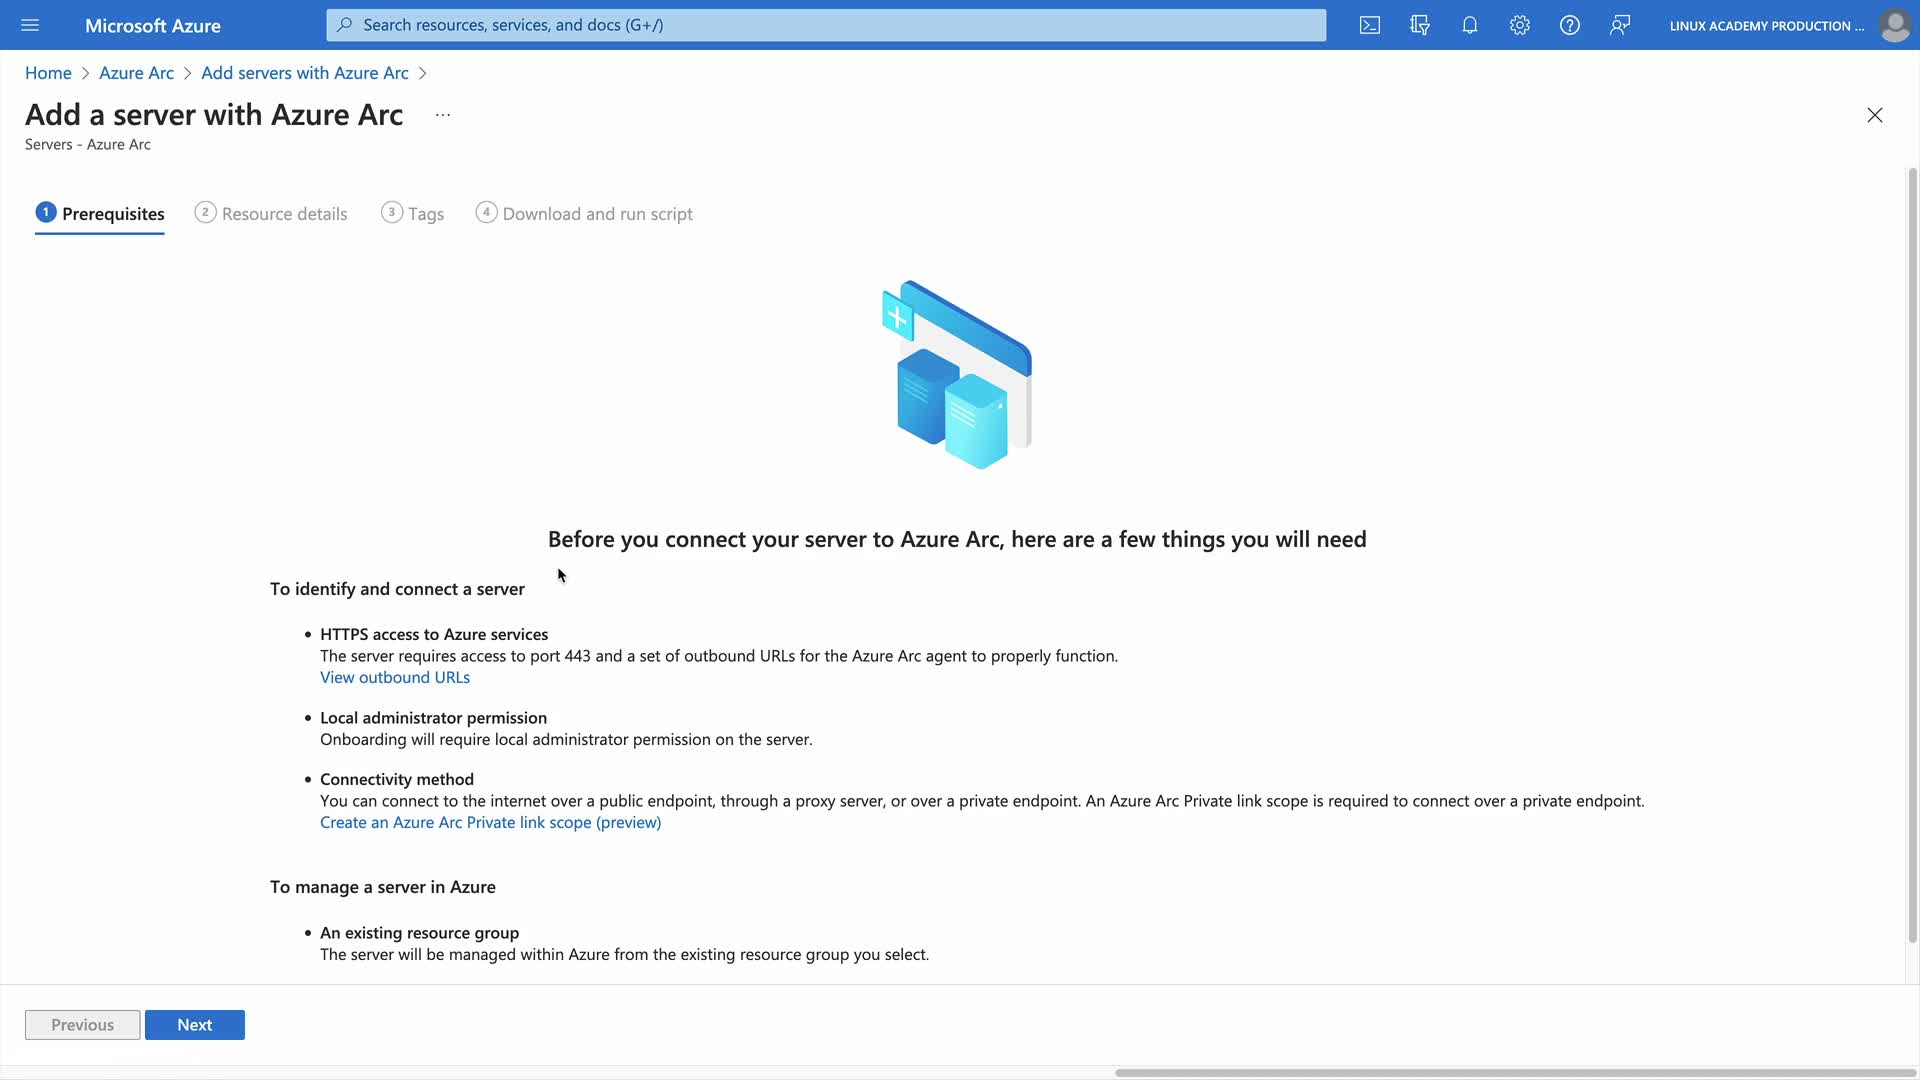 Microsoft Azure
Search resources, services, and docs (G+/)
LINUX ACADEMY PRODUCTION ...
Home > Azure Arc > Add servers with Azure Arc >
Add a server with Azure Arc ...
Servers - Azure Arc
1 Prerequisites
2 Resource details
3 Tags
4 Download and run script
Before you connect your server to Azure Arc, here are a few things you will need
To identify and connect a server
• HTTPS access to Azure services
The server requires access to port 443 and a set of outbound URLs for the Azure Arc agent to properly function.
View outbound URLs
• Local administrator permission
Onboarding will require local administrator permission on the server.
• Connectivity method
You can connect to the internet over a public endpoint, through a proxy server, or over a private endpoint. An Azure Arc Private link scope is required to connect over a private endpoint.
Create an Azure Arc Private link scope (preview)
To manage a server in Azure
• An existing resource group
The server will be managed within Azure from the existing resource group you select.
Previous
Next